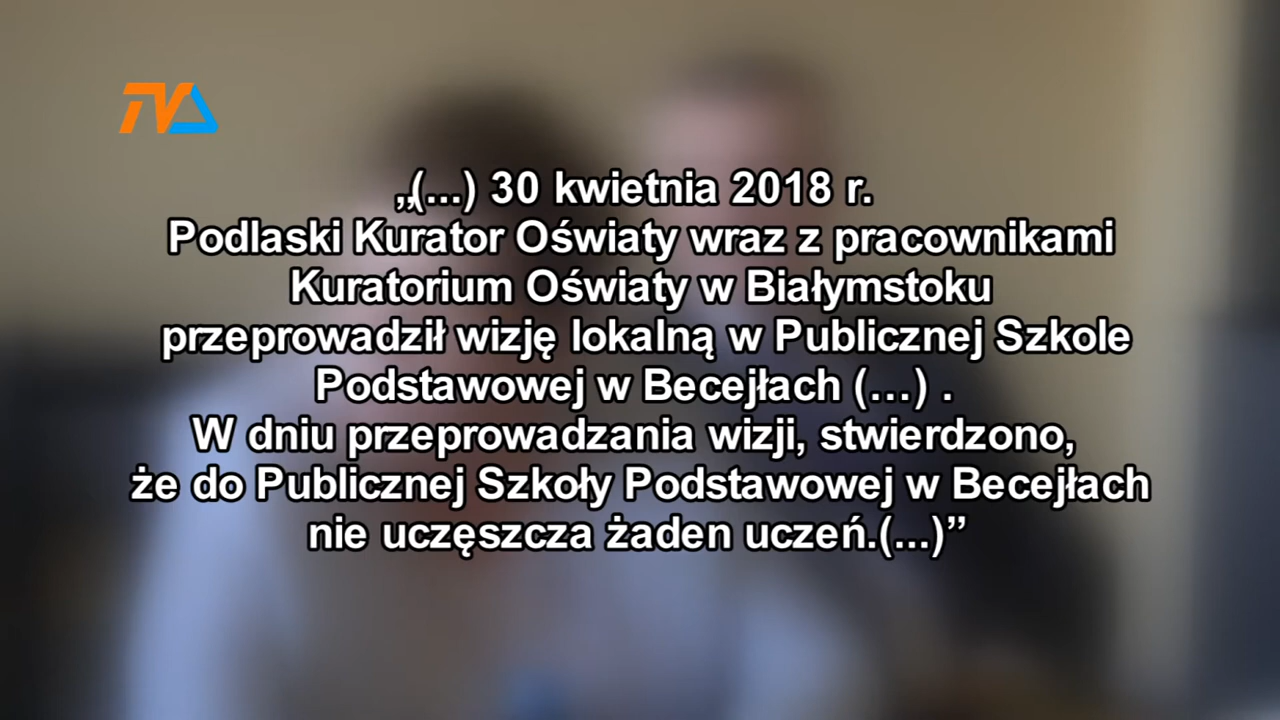 TVA
„(...) 30 kwietnia 2018 r.
Podlaski Kurator Oświaty wraz z pracownikami
Kuratorium Oświaty w Białymstoku
przeprowadził wizję lokalną w Publicznej Szkole
Podstawowej w Becejłach (...) .
W dniu przeprowadzania wizji, stwierdzono,
że do Publicznej Szkoły Podstawowej w Becejłach
nie uczęszcza żaden uczeń.(...)”